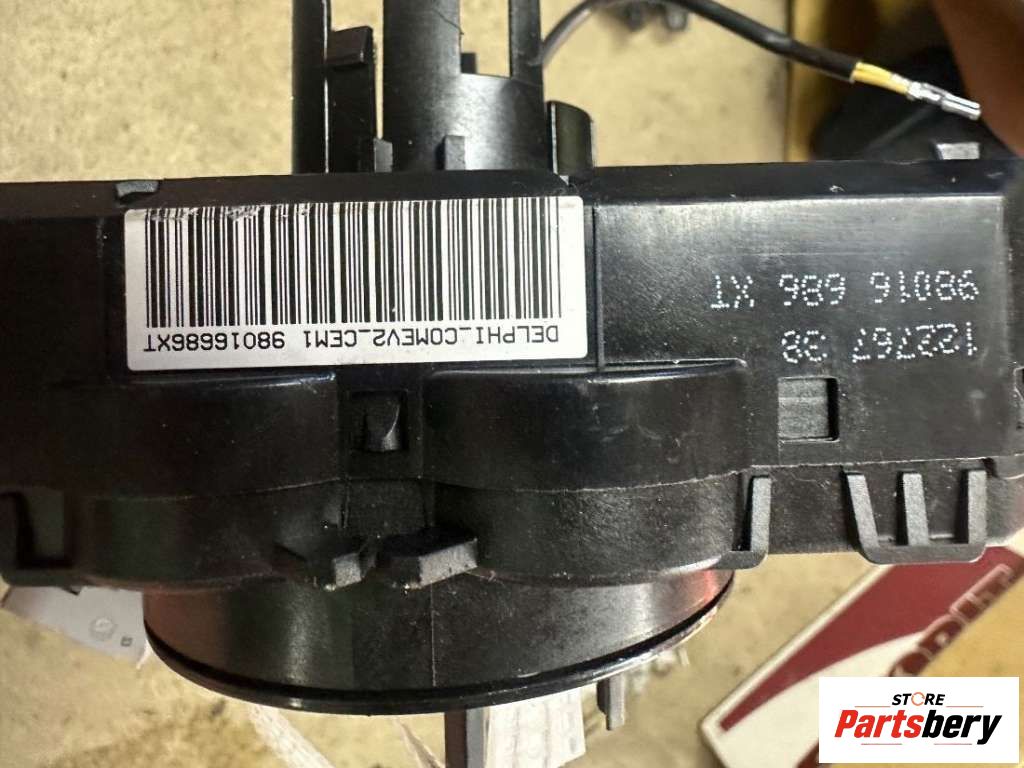 DELPHI_COMEV2_CEM1 98016686XT
98016 686 XT
122767 38
STORE
Partsbery